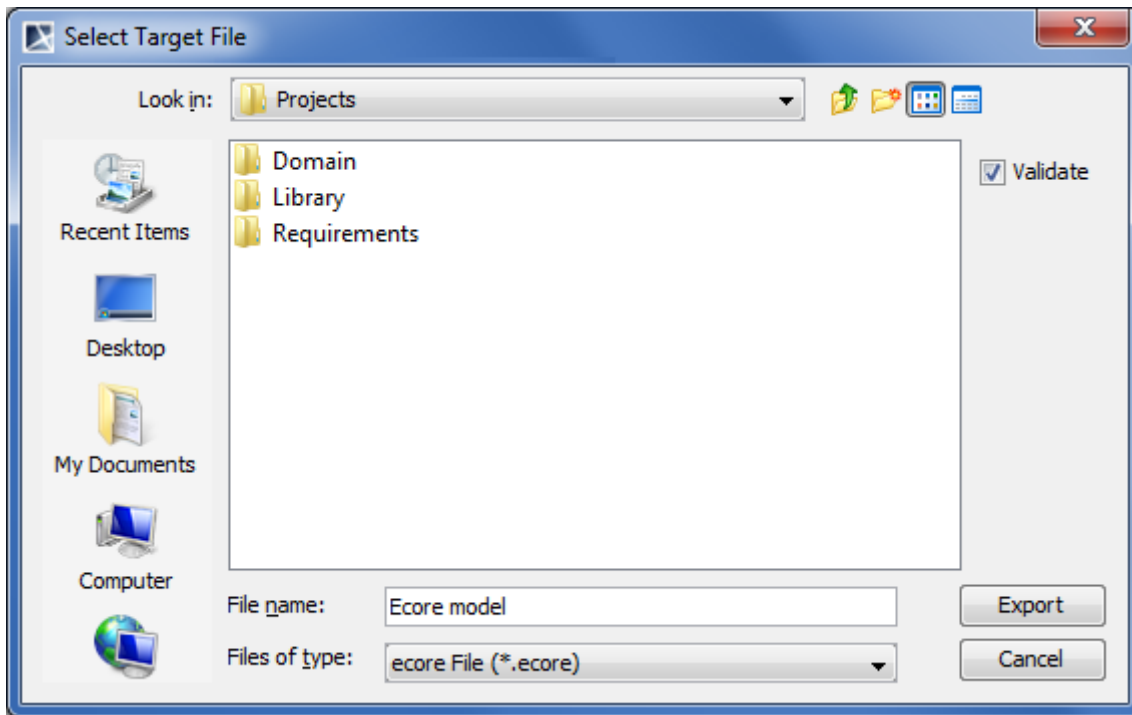 Select Target File
Look in:
Projects
Domain
Library
Requirements
Validate
Recent Items
Desktop
My Documents
Computer
File name:
Ecore model
Export
Files of type:
ecore File (*.ecore)
Cancel